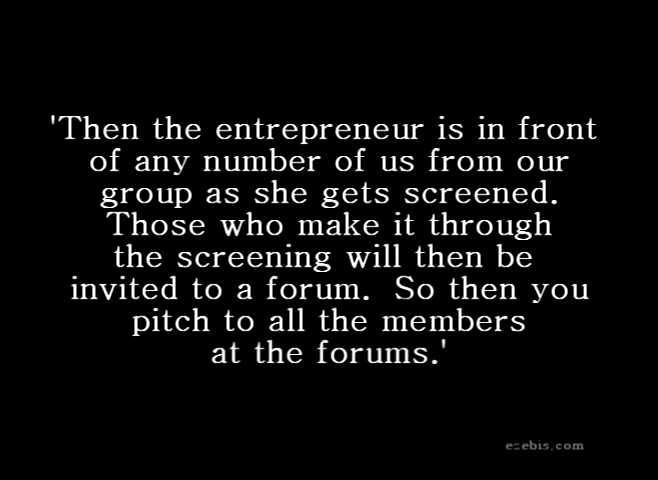 'Then the entrepreneur is in front
of any number of us from our
group as she gets screened.
Those who make it through
the screening will then be
invited to a forum.  So then you
pitch to all the members
at the forums.'